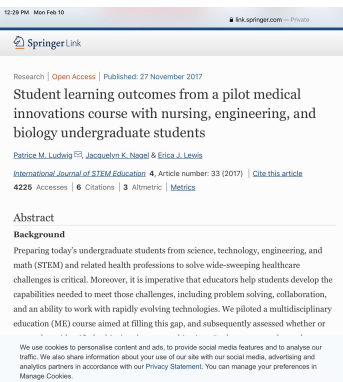 12:29 PM Mon Feb 10
link.springer.com — Private
Springer Link
Research | Open Access | Published: 27 November 2017
Student learning outcomes from a pilot medical
innovations course with nursing, engineering, and
biology undergraduate students
Patrice M. Ludwig, Jacquelyn K. Nagel & Erica J. Lewis
International Journal of STEM Education 4, Article number: 33 (2017) | Cite this article
4225 Accesses | 6 Citations | 3 Altmetric | Metrics
Abstract
Background
Preparing today's undergraduate students from science, technology, engineering, and
math (STEM) and related health professions to solve wide-sweeping healthcare
challenges is critical. Moreover, it is imperative that educators help students develop the
capabilities needed to meet those challenges, including problem solving, collaboration,
and an ability to work with rapidly evolving technologies. We piloted a multidisciplinary
education (ME) course aimed at filling this gap, and subsequently assessed whether or
We use cookies to personalise content and ads, to provide social media features and to analyse our
traffic. We also share information about your use of our site with our social media, advertising and
analytics partners in accordance with our Privacy Statement. You can manage your preferences in
Manage Cookies.